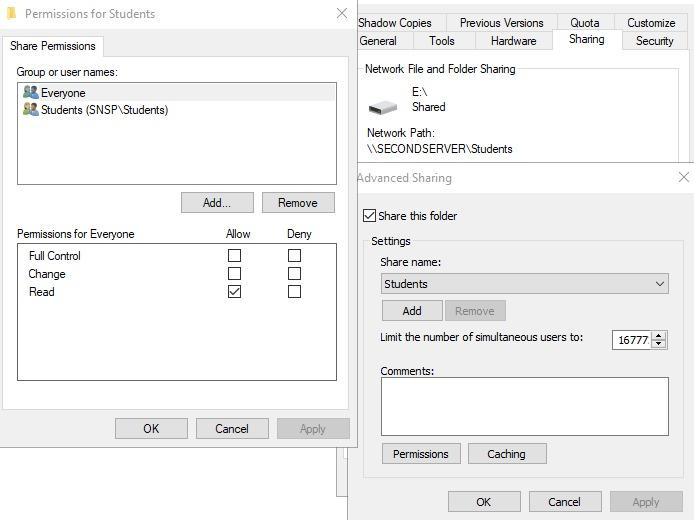 Permissions for Students
Share Permissions
Group or user names:
Everyone
Students (SNSP\Students)
Add...
Remove
Permissions for Everyone
Allow
Deny
Full Control
Change
Read
OK
Cancel
Apply
Shadow Copies
Previous Versions
Quota
Customize
General
Tools
Hardware
Sharing
Security
Network File and Folder Sharing
E:\
Shared
Network Path:
\\SECONDSERVER\Students
Advanced Sharing
Share this folder
Settings
Share name:
Students
Add
Remove
Limit the number of simultaneous users to:
16777
Comments:
Permissions
Caching
OK
Cancel
Apply